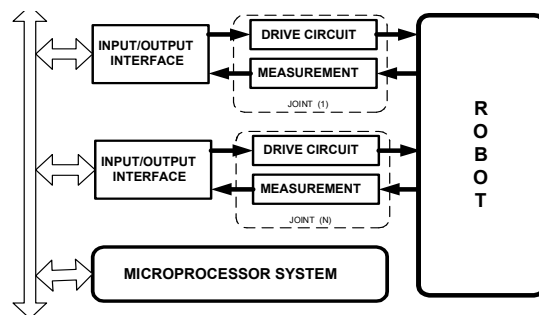 INPUT/OUTPUT
INTERFACE
DRIVE CIRCUIT
MEASUREMENT
JOINT (1)
INPUT/OUTPUT
INTERFACE
DRIVE CIRCUIT
MEASUREMENT
JOINT (N)
MICROPROCESSOR SYSTEM
R
O
B
O
T